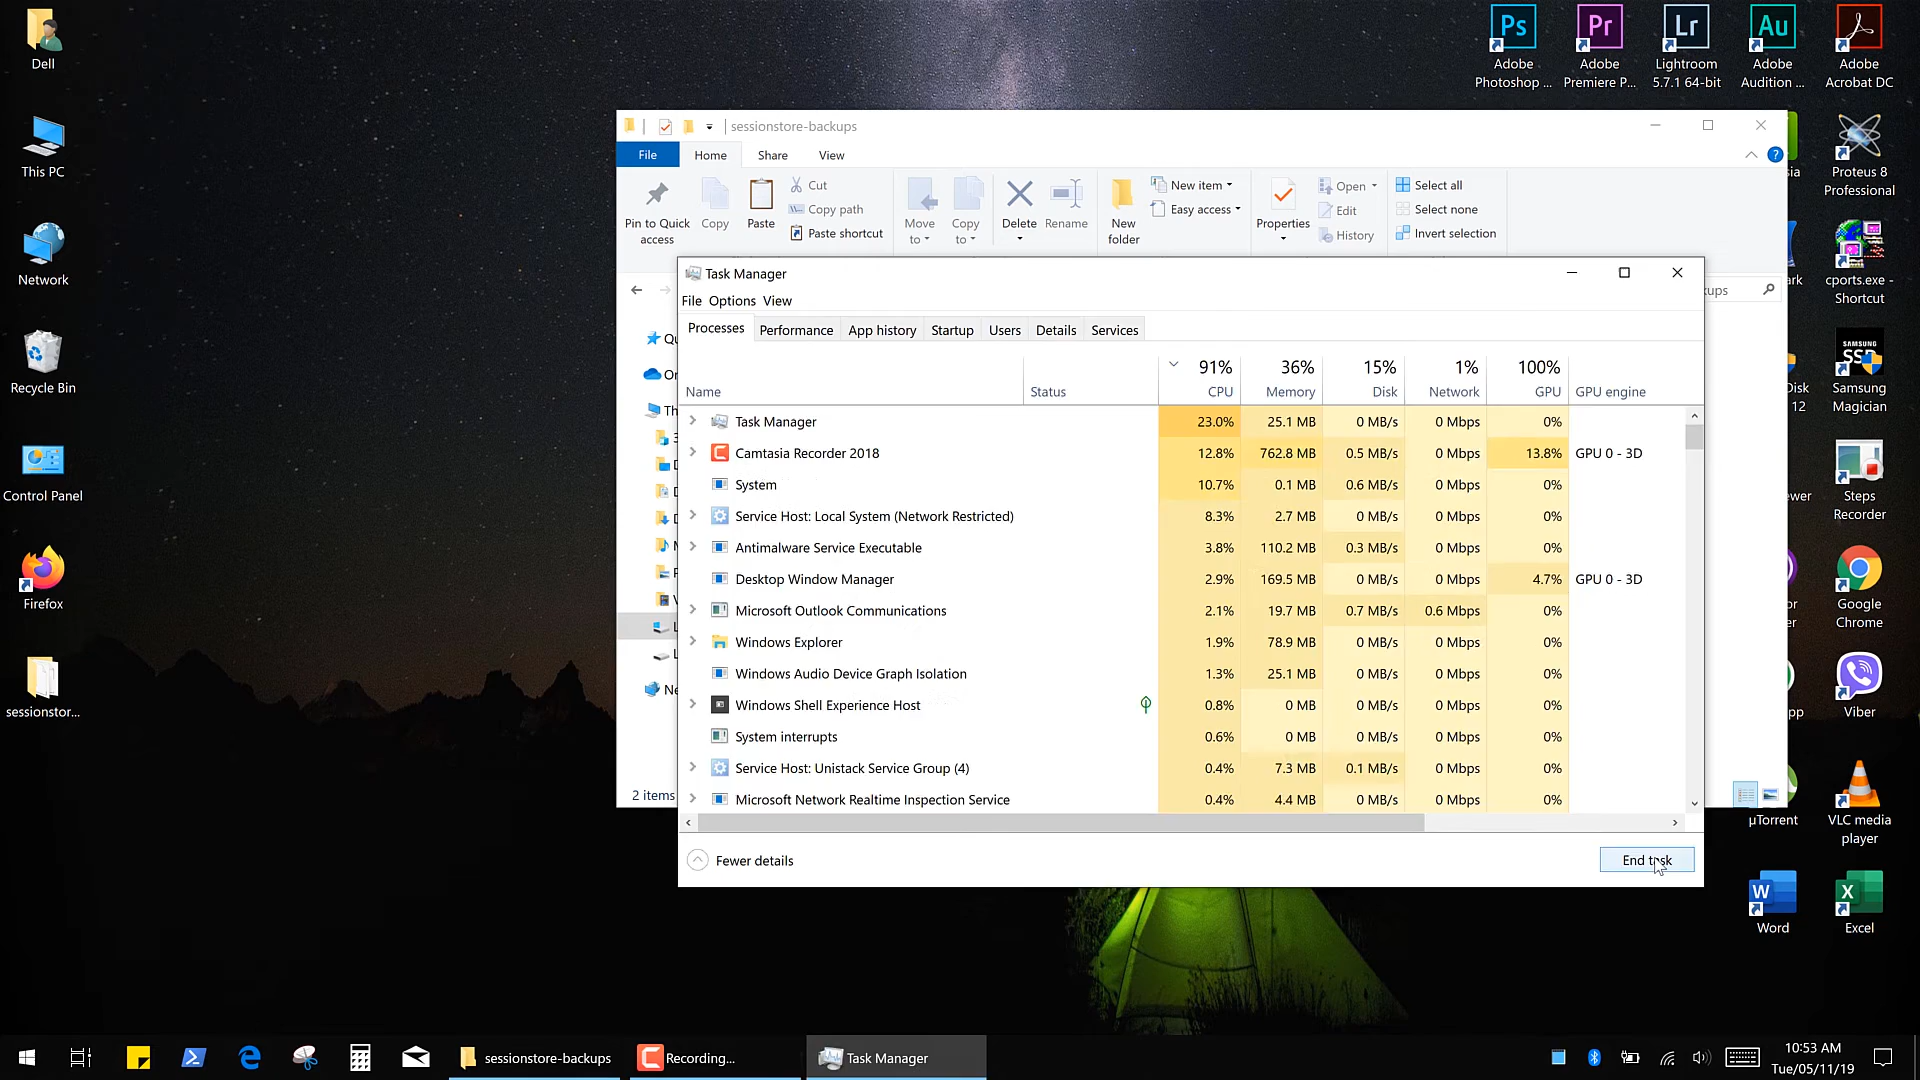 Dell
This PC
Network
Recycle Bin
Control Panel
Firefox
sessionstor...
Ps
Adobe
Photoshop ...
Pr
Adobe
Premiere P...
Lr
Lightroom
5.7.1 64-bit
Au
Adobe
Audition ...
Adobe
Acrobat DC
Proteus 8
Professional
cports.exe -
Shortcut
SAMSUNG
SSD
Samsung
Magician
Steps
Recorder
Google
Chrome
Viber
µTorrent
VLC media
player
Word
Excel
sessionstore-backups
File Home Share View
Pin to Quick
access
Copy
Paste
Cut
Copy path
Paste shortcut
Move
to
Copy
to
Delete
Rename
New
folder
New item
Easy access
Properties
Open
Edit
History
Select all
Select none
Invert selection
2 items
Task Manager
File Options View
Processes Performance App history Startup Users Details Services
91% 36% 15% 1% 100%
Name Status CPU Memory Disk Network GPU GPU engine
Task Manager 23.0% 25.1 MB 0 MB/s 0 Mbps 0%
Camtasia Recorder 2018 12.8% 762.8 MB 0.5 MB/s 0 Mbps 13.8% GPU 0 - 3D
System 10.7% 0.1 MB 0.6 MB/s 0 Mbps 0%
Service Host: Local System (Network Restricted) 8.3% 2.7 MB 0 MB/s 0 Mbps 0%
Antimalware Service Executable 3.8% 110.2 MB 0.3 MB/s 0 Mbps 0%
Desktop Window Manager 2.9% 169.5 MB 0 MB/s 0 Mbps 4.7% GPU 0 - 3D
Microsoft Outlook Communications 2.1% 19.7 MB 0.7 MB/s 0.6 Mbps 0%
Windows Explorer 1.9% 78.9 MB 0 MB/s 0 Mbps 0%
Windows Audio Device Graph Isolation 1.3% 25.1 MB 0 MB/s 0 Mbps 0%
Windows Shell Experience Host 0.8% 0 MB 0 MB/s 0 Mbps 0%
System interrupts 0.6% 0 MB 0 MB/s 0 Mbps 0%
Service Host: Unistack Service Group (4) 0.4% 7.3 MB 0.1 MB/s 0 Mbps 0%
Microsoft Network Realtime Inspection Service 0.4% 4.4 MB 0 MB/s 0 Mbps 0%
Fewer details
End task
sessionstore-backups
Recording...
Task Manager
10:53 AM
Tue/05/11/19